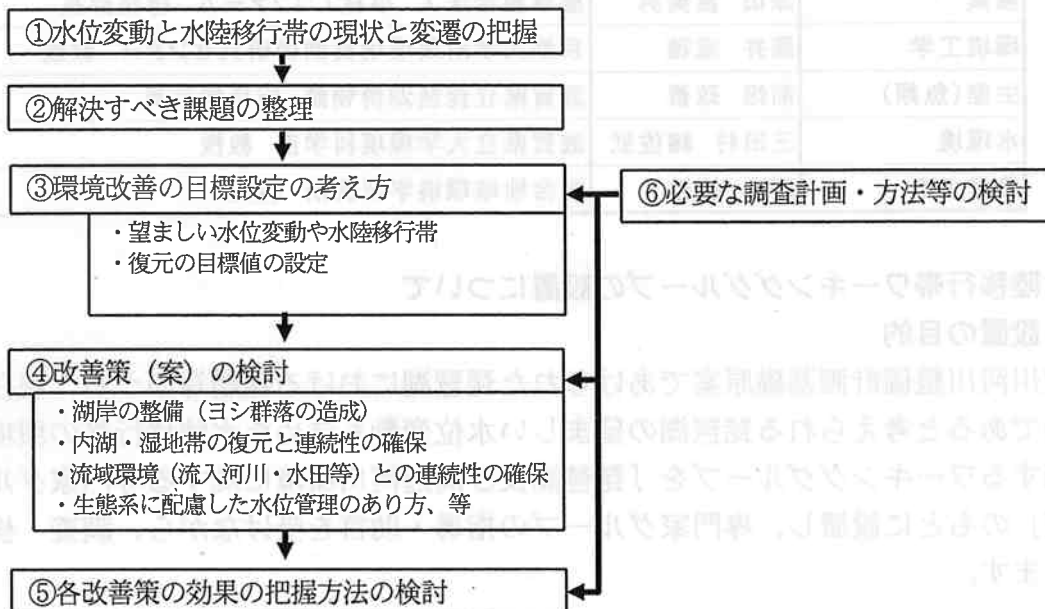 ①水位変動と水陸移行帯の現状と変遷の把握
②解決すべき課題の整理
③環境改善の目標設定の考え方
・望ましい水位変動や水陸移行帯
・復元の目標値の設定
⑥必要な調査計画・方法等の検討
④改善策（案）の検討
・湖岸の整備（ヨシ群落の造成）
・内湖・湿地帯の復元と連続性の確保
・流域環境（流入河川・水田等）との連続性の確保
・生態系に配慮した水位管理のあり方、等
⑤各改善策の効果の把握方法の検討